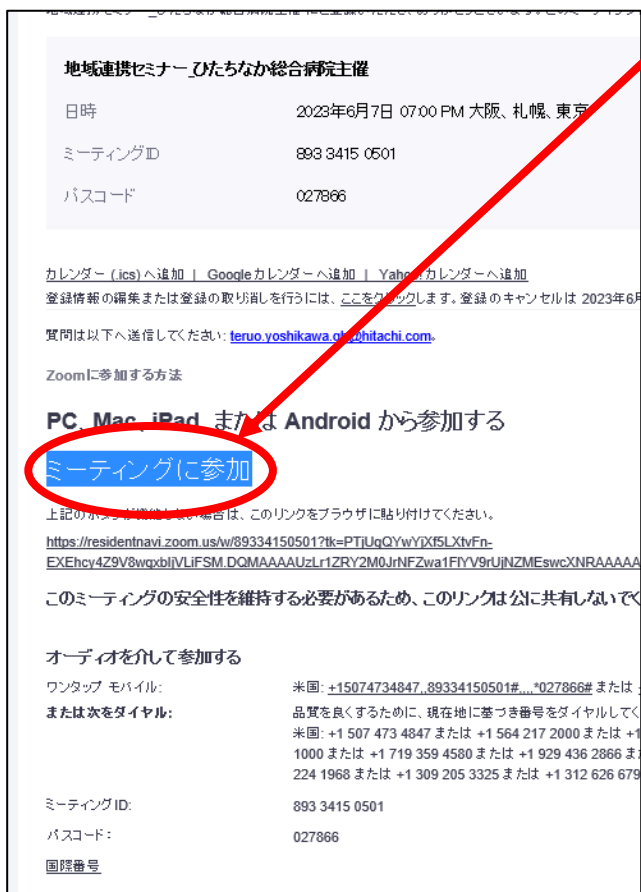 地域連携セミナー_ひたちなか総合病院主催
日時 2023年6月7日 07:00 PM 大阪、札幌、東京
ミーティングID 893 3415 0501
パスコード 027866
カレンダー (.ics) へ追加 | Googleカレンダーへ追加 | Yahoo!カレンダーへ追加
登録情報の編集または登録の取り消しを行うには、ここをクリックします。登録のキャンセルは 2023年6月
質問は以下へ送信してください: teruo.yoshikawa.gb@hitachi.com。
Zoomに参加する方法
PC、Mac、iPad、または Android から参加する
ミーティングに参加
上記のボタンが機能しない場合は、このリンクをブラウザに貼り付けてください。
https://residentnavi.zoom.us/w/89334150501?tk=PTjUqQYwYjXf5LXtvFn-
EXEhcy4Z9V8wqxbIjVLiFSM.DQMAAAAUzLr1ZRY2M0JrNFZwa1FlYV9rUjNZMEswcXNRAAAAA
このミーティングの安全性を維持する必要があるため、このリンクは公に共有しないでく
オーディオを介して参加する
ワンタップ モバイル: 米国: +15074734847,,89334150501#,,,,*027866# または
または次をダイヤル: 品質を良くするために、現在地に基づき番号をダイヤルしてく
米国: +1 507 473 4847 または +1 564 217 2000 または +1
1000 または +1 719 359 4580 または +1 929 436 2866 ま
224 1968 または +1 309 205 3325 または +1 312 626 679
ミーティングID: 893 3415 0501
パスコード: 027866
国際番号